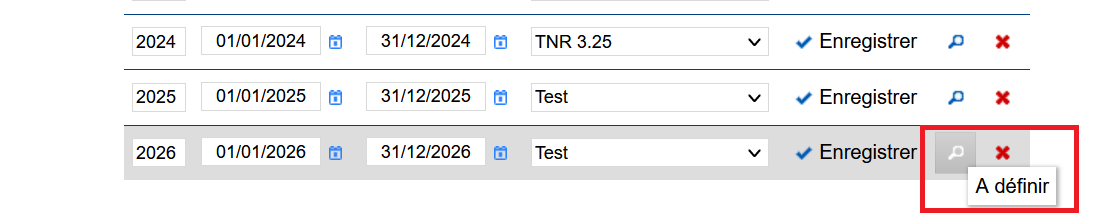 2024 01/01/2024 31/12/2024 TNR 3.25 Enregistrer
2025 01/01/2025 31/12/2025 Test Enregistrer
2026 01/01/2026 31/12/2026 Test Enregistrer
A définir